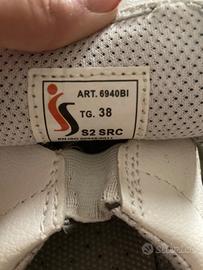 ART. 6940BI
TG. 38
S2 SRC